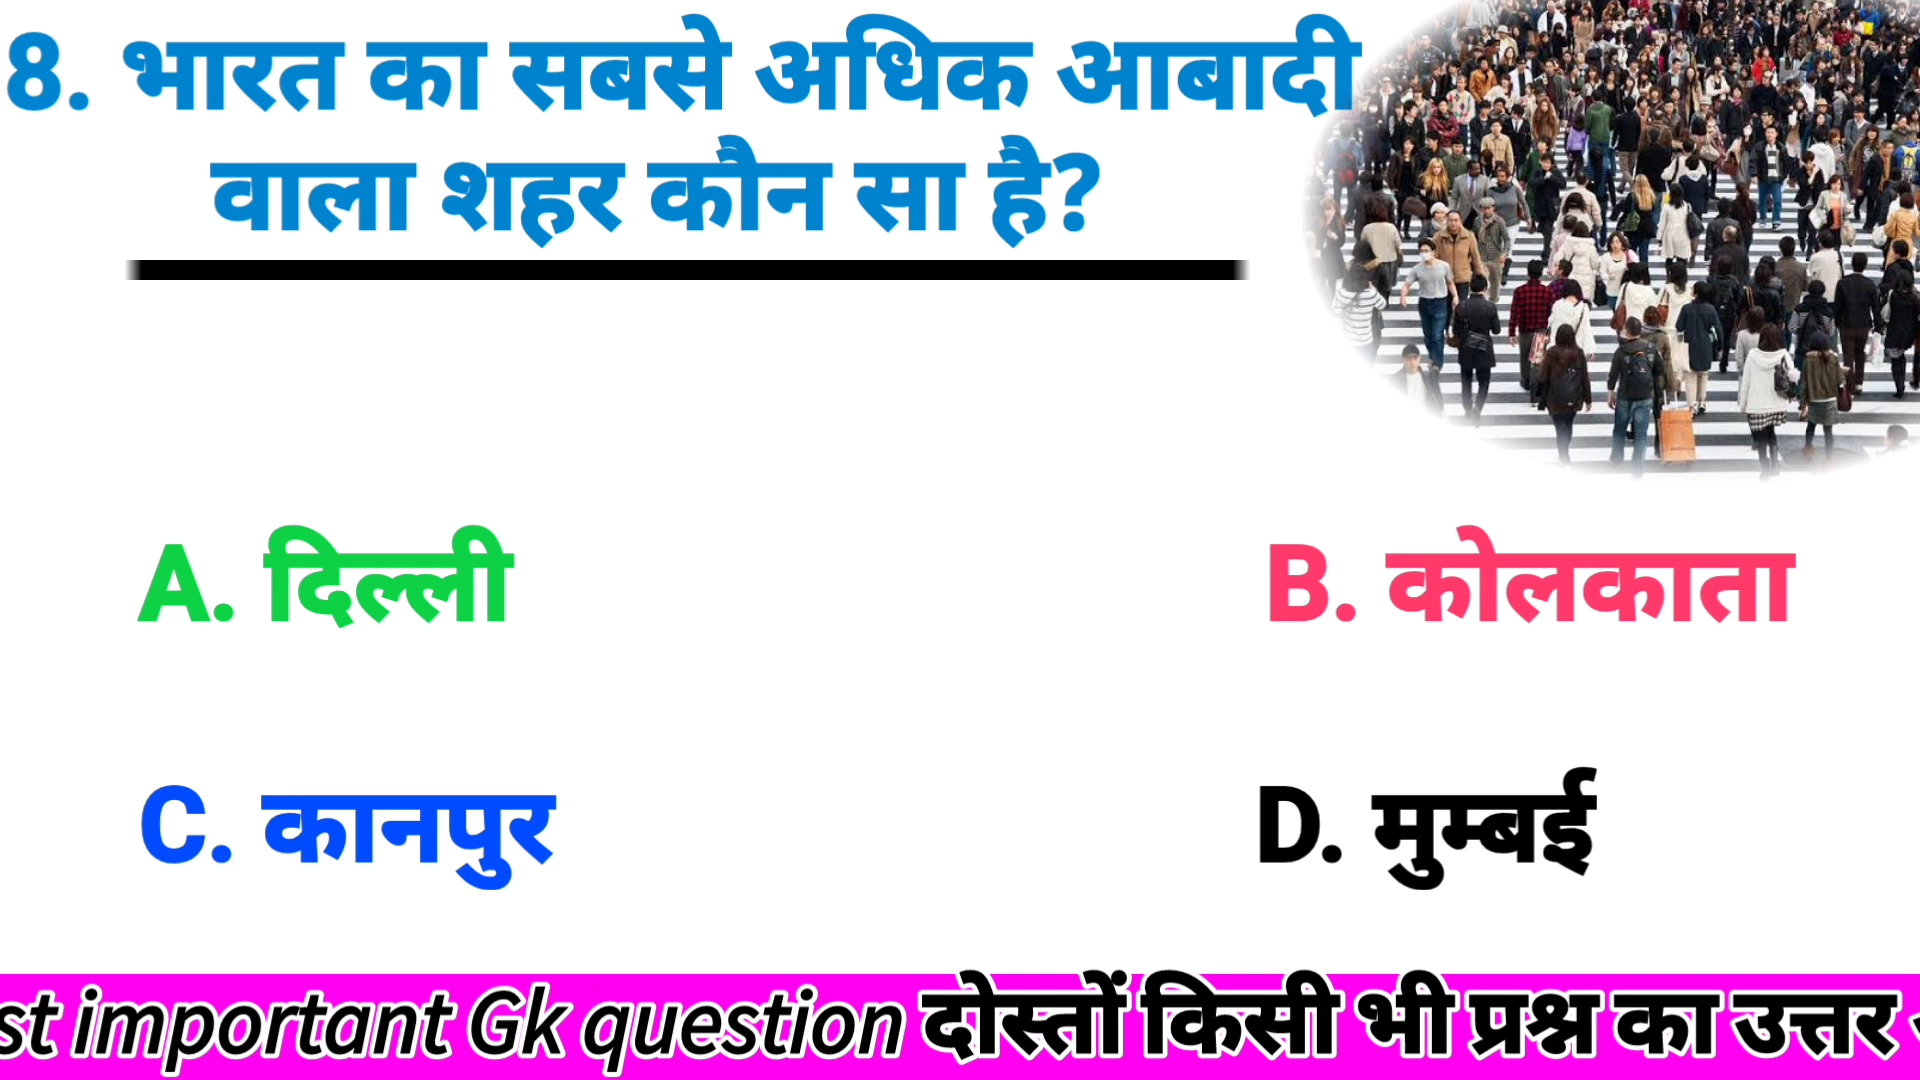 8. भारत का सबसे अधिक आबादी
वाला शहर कौन सा है?
A. दिल्ली
B. कोलकाता
C. कानपुर
D. मुम्बई
important Gk question दोस्तों किसी भी प्रश्न का उत्तर